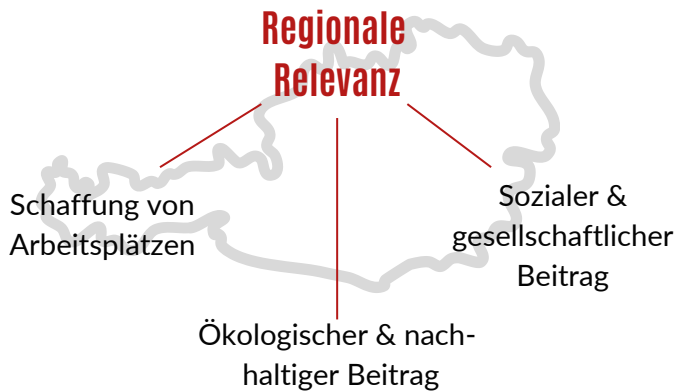 Regionale
Relevanz
Schaffung von
Arbeitsplätzen
Sozialer &
gesellschaftlicher
Beitrag
Ökologischer & nach-
haltiger Beitrag